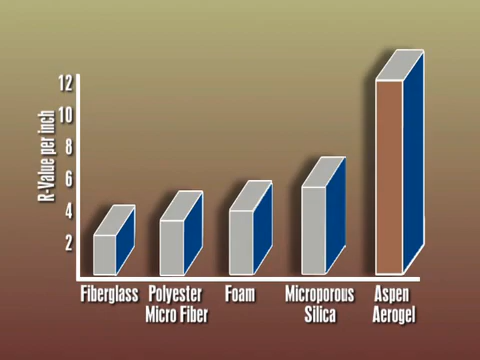 R-Value per inch
12
10
8
6
4
2
Fiberglass
Polyester
Micro Fiber
Foam
Microporous
Silica
Aspen
Aerogel